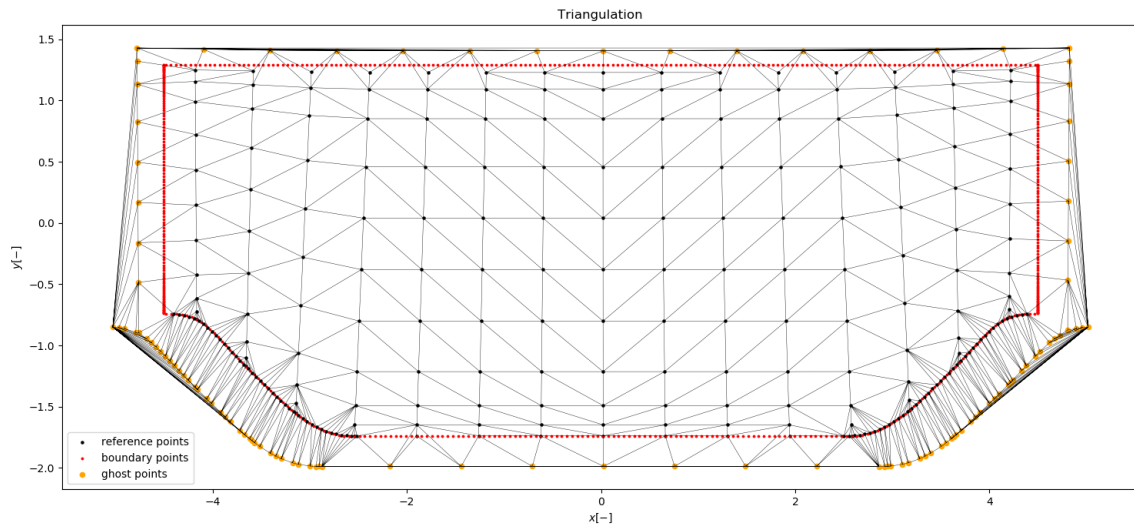 Triangulation
1.5
1.0
0.5
0.0
−0.5
−1.0
−1.5
−2.0
y[−]
reference points
boundary points
ghost points
−4
−2
0
2
4
x[−]